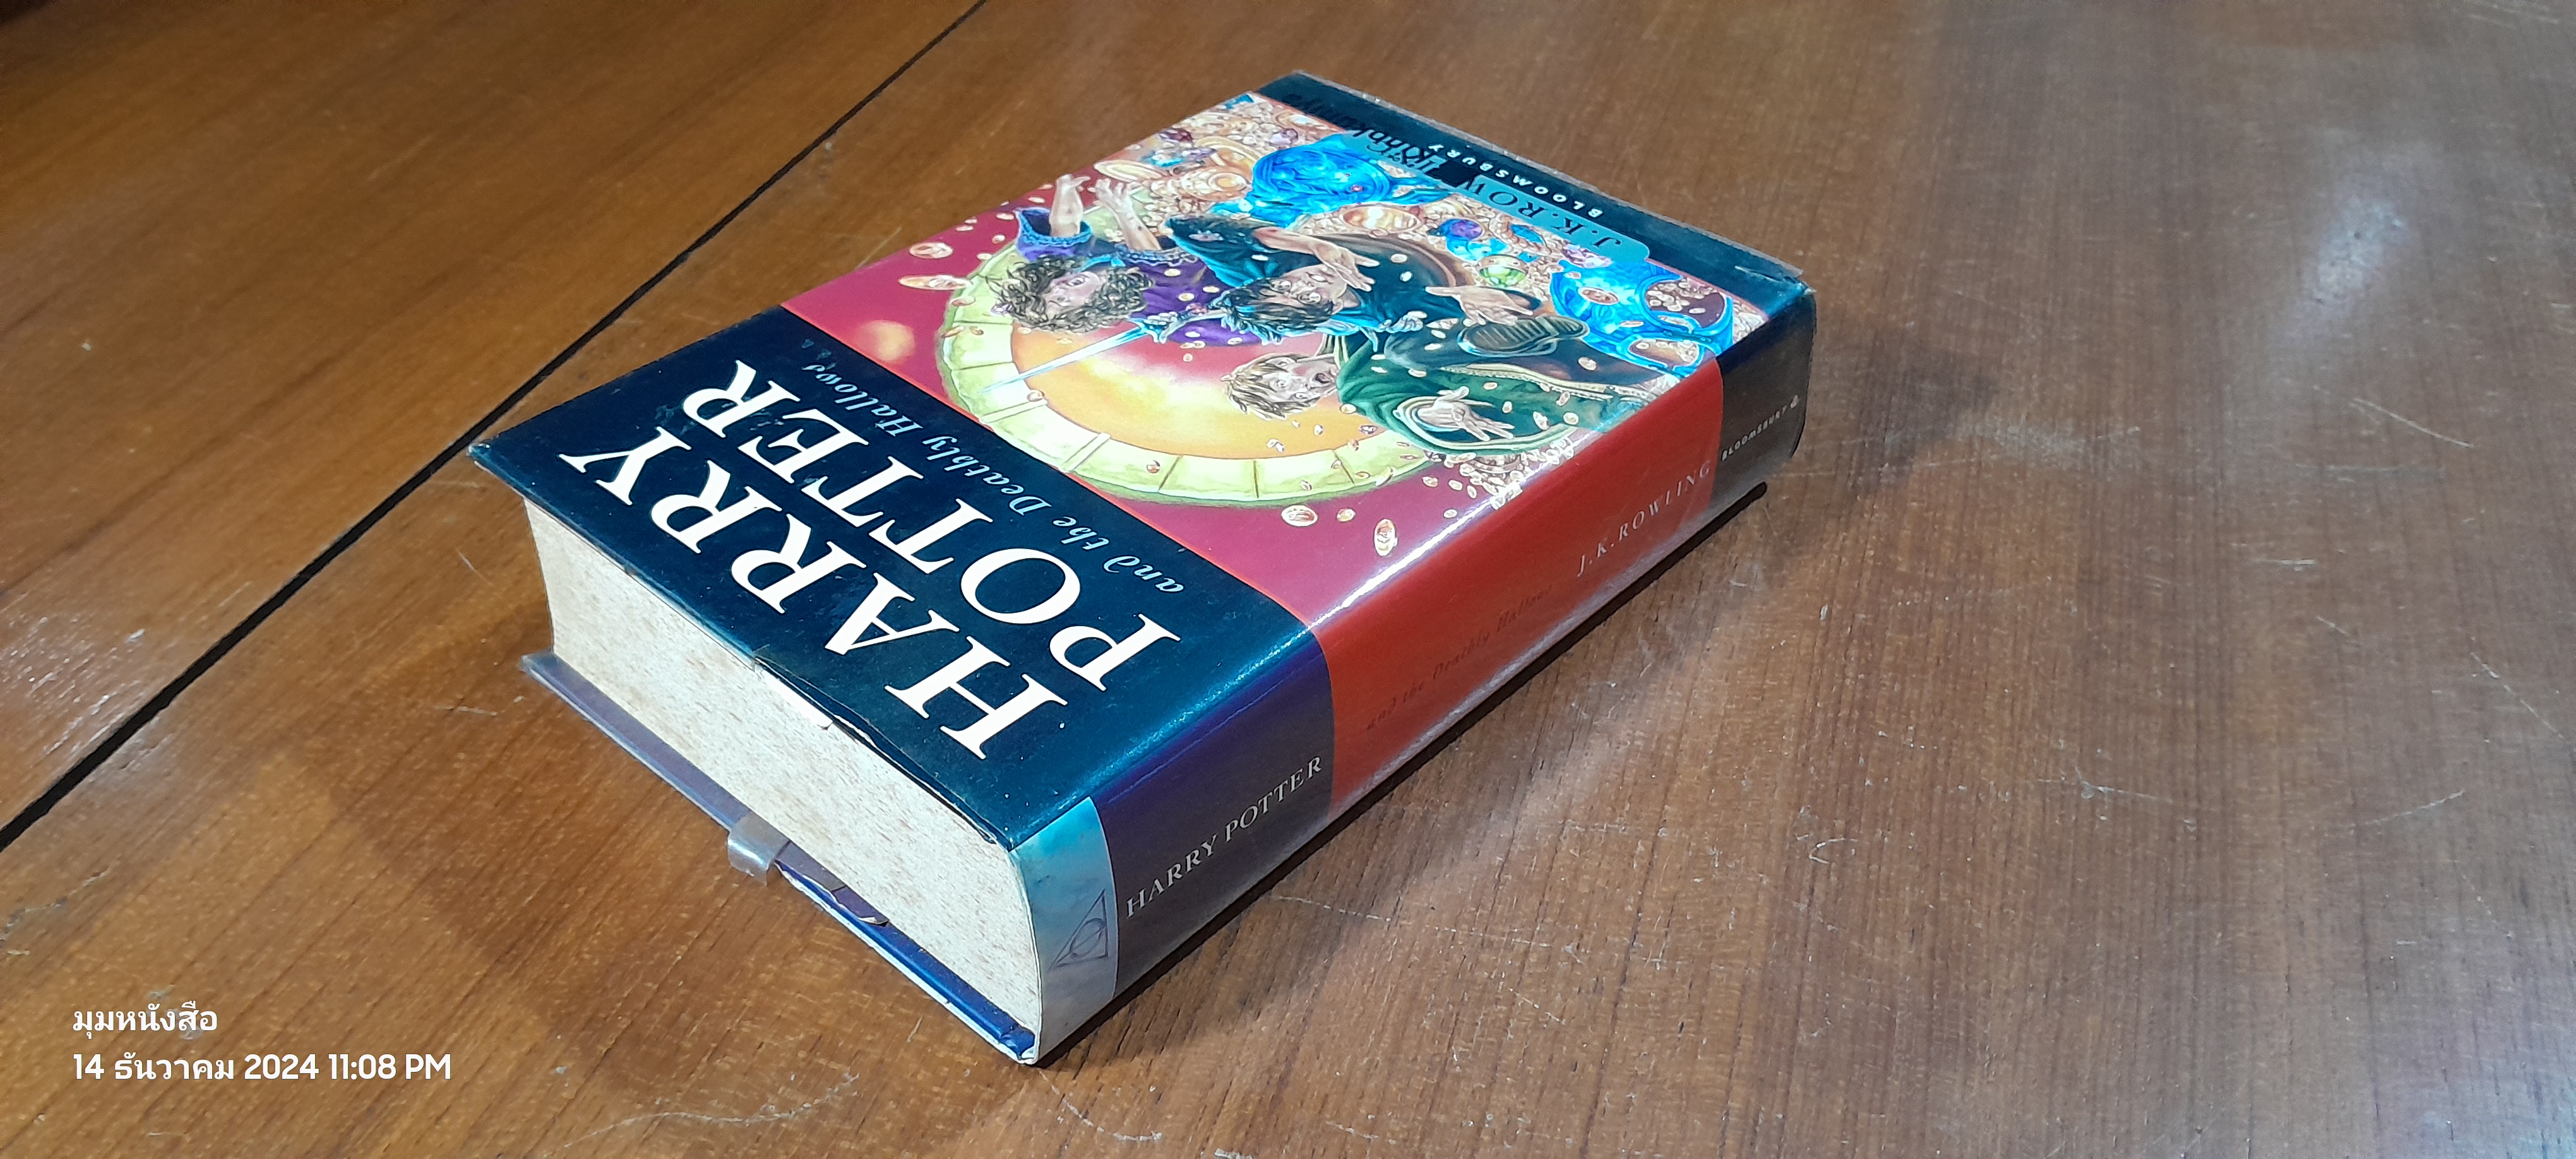 HARRY
POTTER
and the Deathly Hallows
J.K.ROW
BLOOMSBURY
HARRY POTTER
and the Deathly Hallows
J.K.ROWLING
BLOOMSBURY
มุมหนังสือ
14 ธันวาคม 2024 11:08 PM